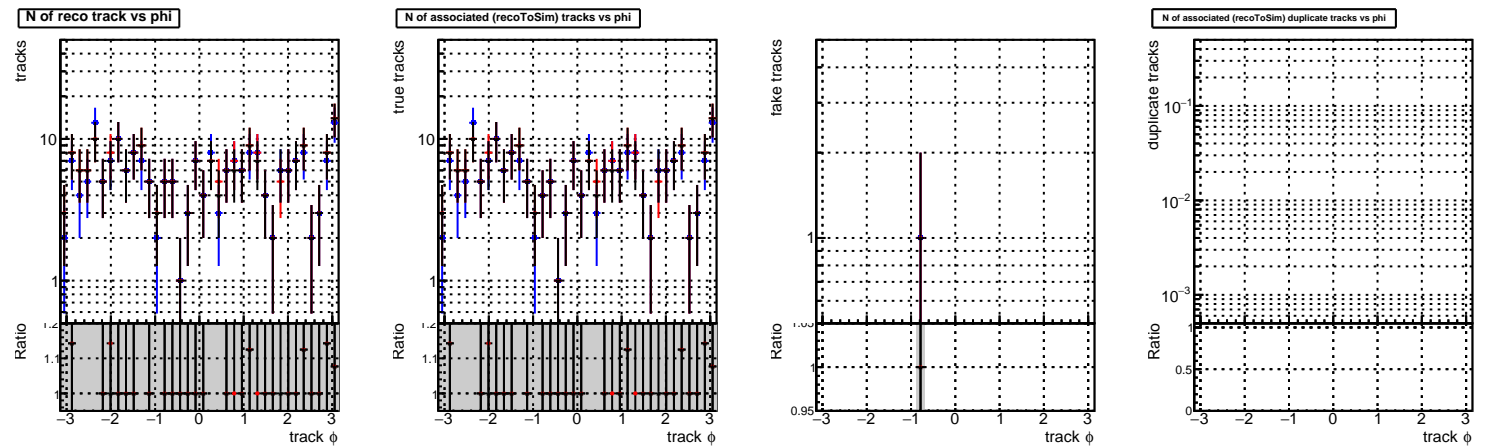 N of reco track vs phi
tracks
10
1
Ratio
1.2
1.1
1
−3 −2 −1 0 1 2 3
track ϕ
N of associated (recoToSim) tracks vs phi
true tracks
10
1
Ratio
1.2
1.1
1
−3 −2 −1 0 1 2 3
track ϕ
fake tracks
1
Ratio
1.05
1
0.95
−3 −2 −1 0 1 2 3
track ϕ
N of associated (recoToSim) duplicate tracks vs phi
duplicate tracks
10⁻¹
10⁻²
10⁻³
Ratio
1
0.5
0
−3 −2 −1 0 1 2 3
track ϕ